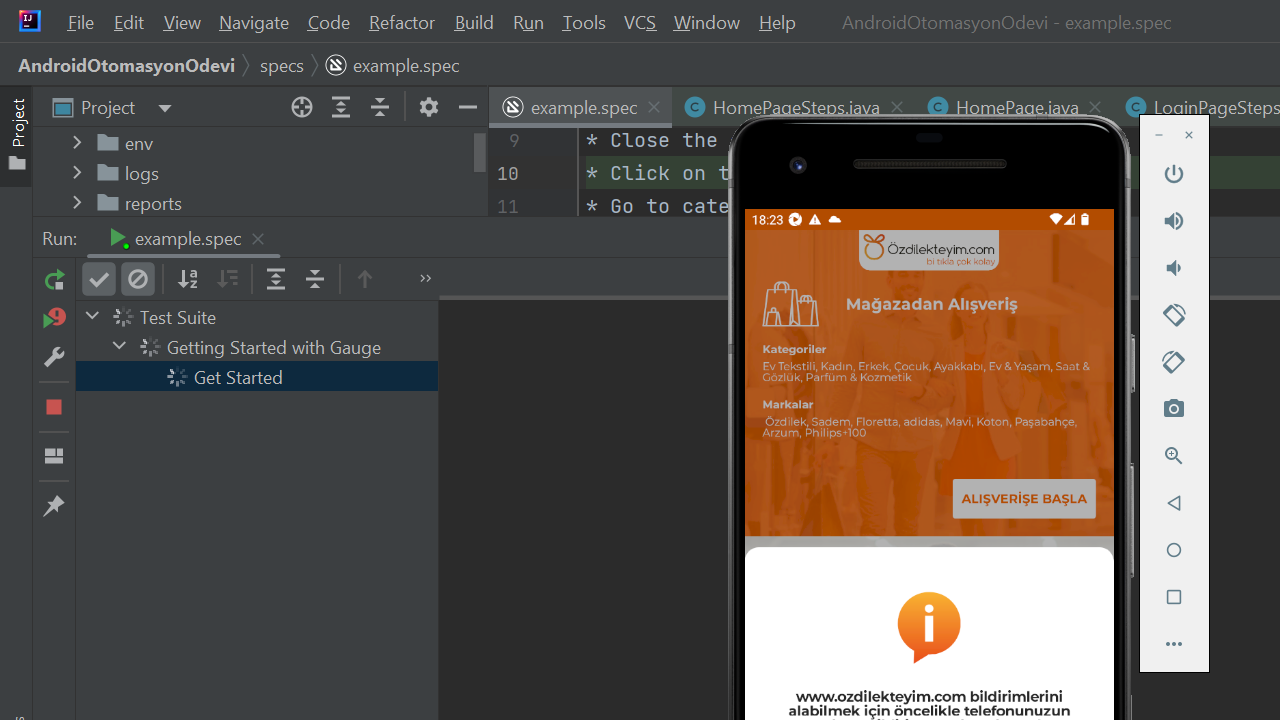 File Edit View Navigate Code Refactor Build Run Tools VCS Window Help AndroidOtomasyonOdevi - example.spec
AndroidOtomasyonOdevi specs example.spec
Project
Project
example.spec HomePageSteps.java HomePage.java LoginPageSteps
env
logs
reports
9 * Close the
10 * Click on t
11 * Go to cate
Run: example.spec
Test Suite
Getting Started with Gauge
Get Started
18:23
Özdilekteyim.com
bi tıkla çok kolay
Mağazadan Alışveriş
Kategoriler
Ev Tekstili, Kadın, Erkek, Çocuk, Ayakkabı, Ev & Yaşam, Saat &
Gözlük, Parfüm & Kozmetik
Markalar
Özdilek, Sadem, Floretta, adidas, Mavi, Koton, Paşabahçe,
Arzum, Philips+100
ALIŞVERİŞE BAŞLA
www.ozdilekteyim.com bildirimlerini
alabilmek için öncelikle telefonunuzun